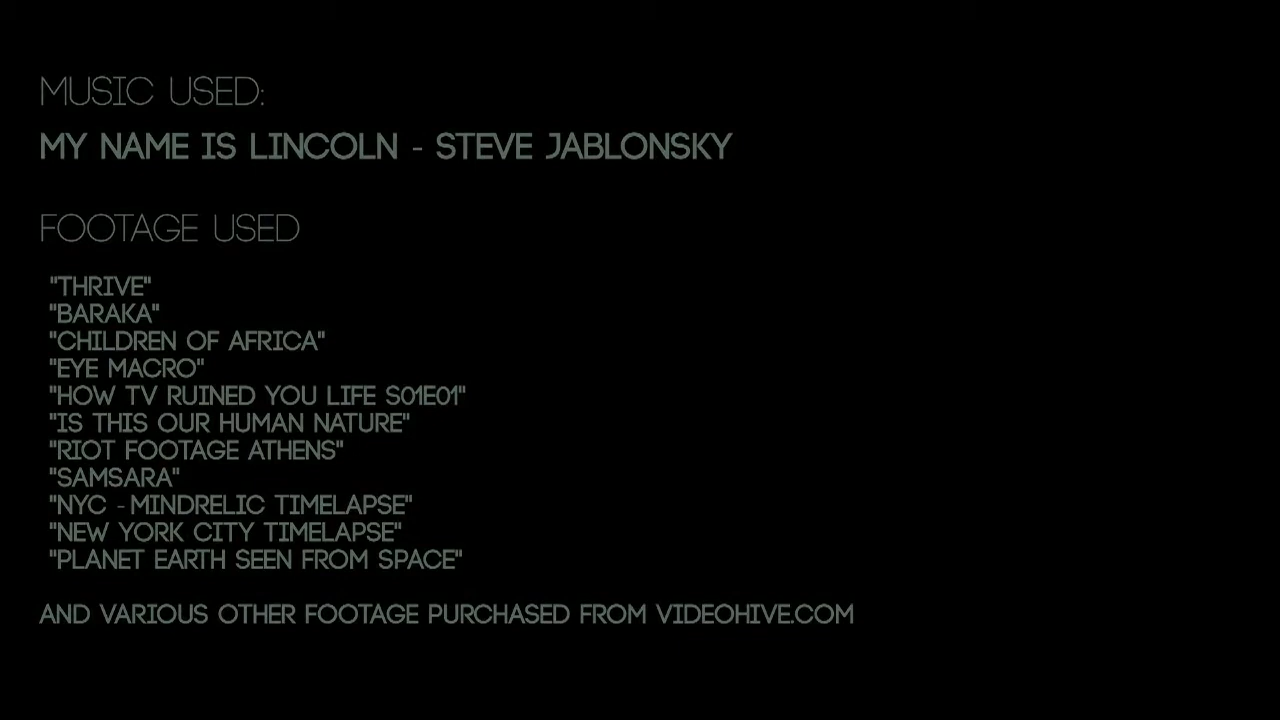 MUSIC USED:
MY NAME IS LINCOLN - STEVE JABLONSKY
FOOTAGE USED
"THRIVE"
"BARAKA"
"CHILDREN OF AFRICA"
"EYE MACRO"
"HOW TV RUINED YOU LIFE S01E01"
"IS THIS OUR HUMAN NATURE"
"RIOT FOOTAGE ATHENS"
"SAMSARA"
"NYC - MINDRELIC TIMELAPSE"
"NEW YORK CITY TIMELAPSE"
"PLANET EARTH SEEN FROM SPACE"
AND VARIOUS OTHER FOOTAGE PURCHASED FROM VIDEOHIVE.COM